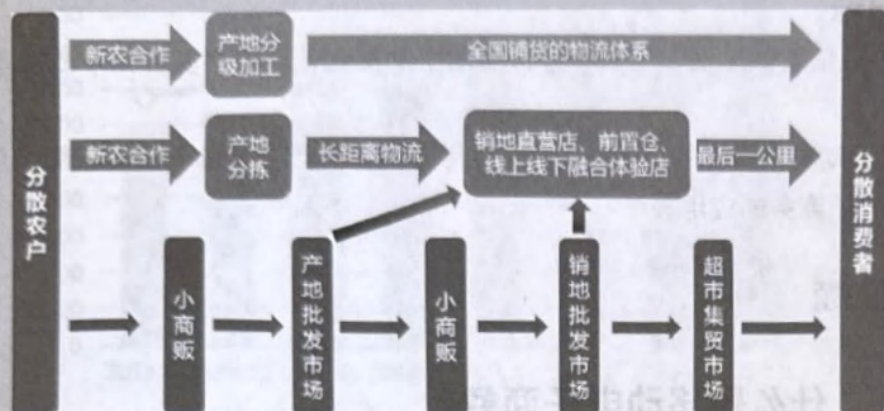 分散农户
新农合作
产地分
级加工
全国铺货的物流体系
新农合作
产地
分拣
长距离物流
销地直营店、前置仓、
线上线下融合体验店
最后一公里
小商贩
产地批发市场
小商贩
销地批发市场
超市集贸市场
分散消费者